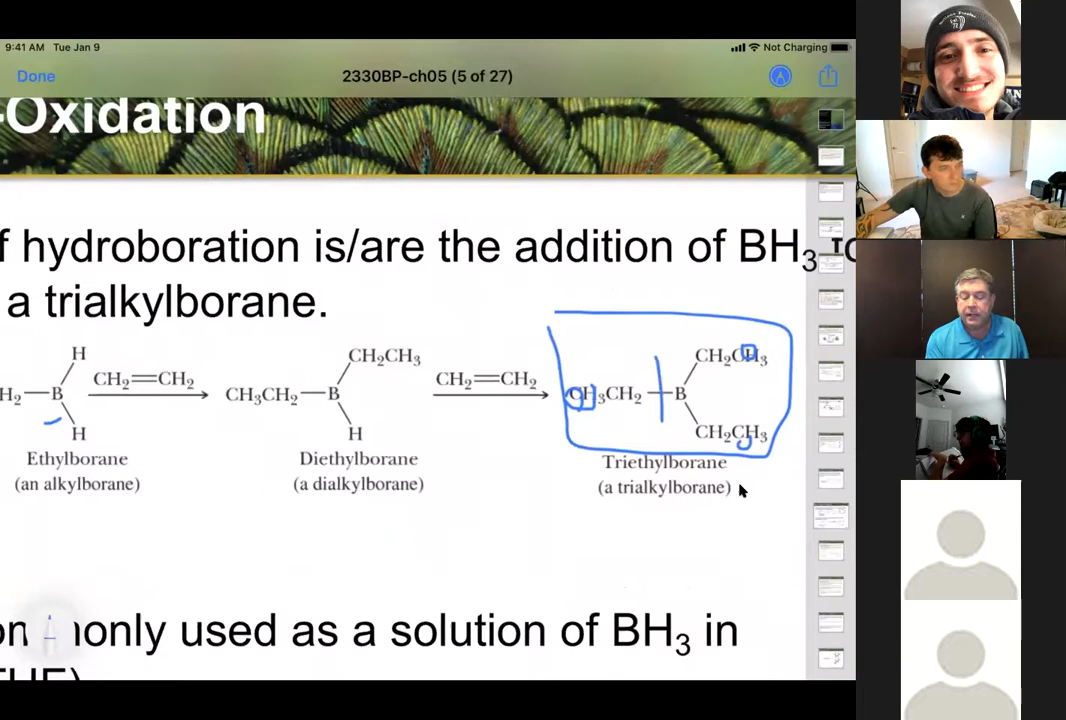 9:41 AM Tue Jan 9
Not Charging
Done
2330BP-ch05 (5 of 27)
-Oxidation
f hydroboration is/are the addition of BH3 to
a trialkylborane.
H CH2CH3 CH2CH3
H2—B CH2=CH2 CH3CH2—B CH2=CH2 CH3CH2—B
H H CH2CH3
Ethylborane Diethylborane Triethylborane
(an alkylborane) (a dialkylborane) (a trialkylborane)
only used as a solution of BH3 in